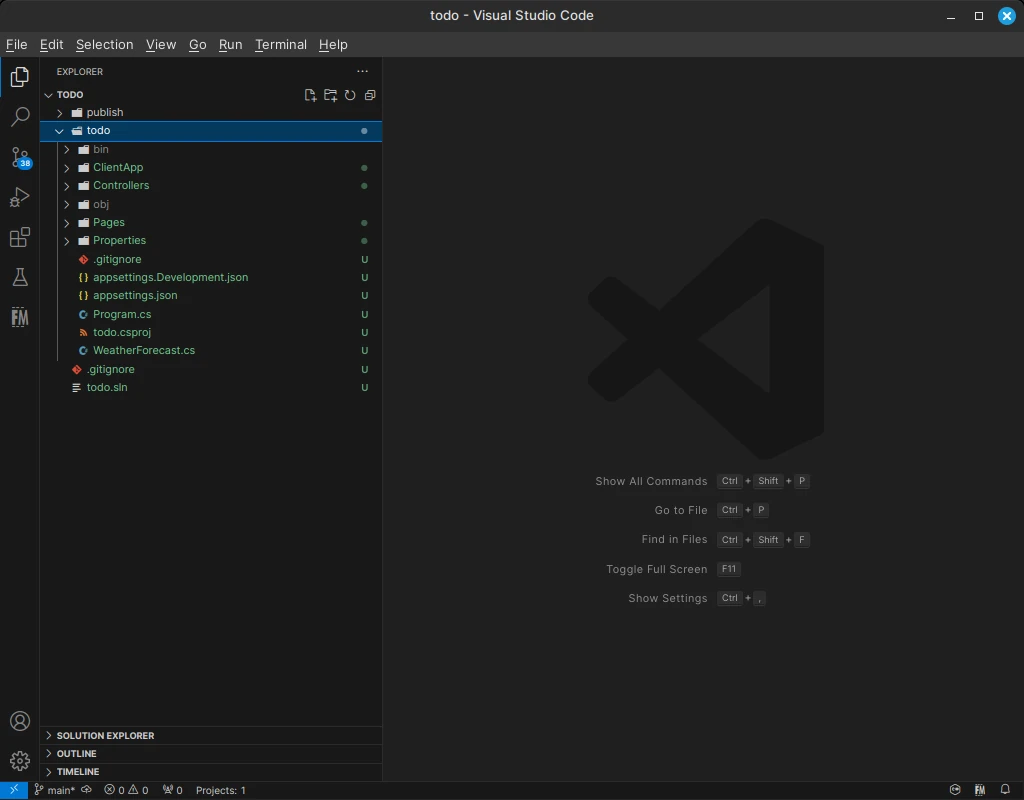 todo - Visual Studio Code
File Edit Selection View Go Run Terminal Help
EXPLORER
TODO
publish
todo
bin
ClientApp
Controllers
obj
Pages
Properties
.gitignore U
appsettings.Development.json U
appsettings.json U
Program.cs U
todo.csproj U
WeatherForecast.cs U
.gitignore U
todo.sln U
38
FM
Show All Commands Ctrl + Shift + P
Go to File Ctrl + P
Find in Files Ctrl + Shift + F
Toggle Full Screen F11
Show Settings Ctrl + ,
SOLUTION EXPLORER
OUTLINE
TIMELINE
main* 0 0 0 Projects: 1 FM